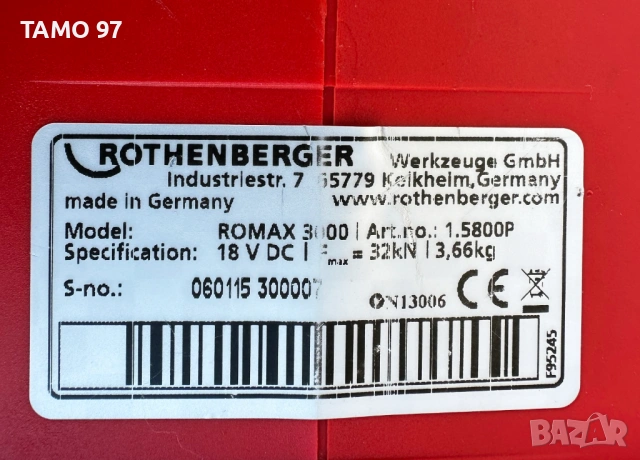 TAMO 97
ROTHENBERGER Werkzeuge GmbH
Industriestr. 7 65779 Kelkheim, Germany
made in Germany www.rothenberger.com
Model: ROMAX 3000 | Art.no.: 1.5800P
Specification: 18 V DC | Fmax = 32kN | 3,66kg
S-no.: 060115 300007 N13006 CE
F95245
BAZAR